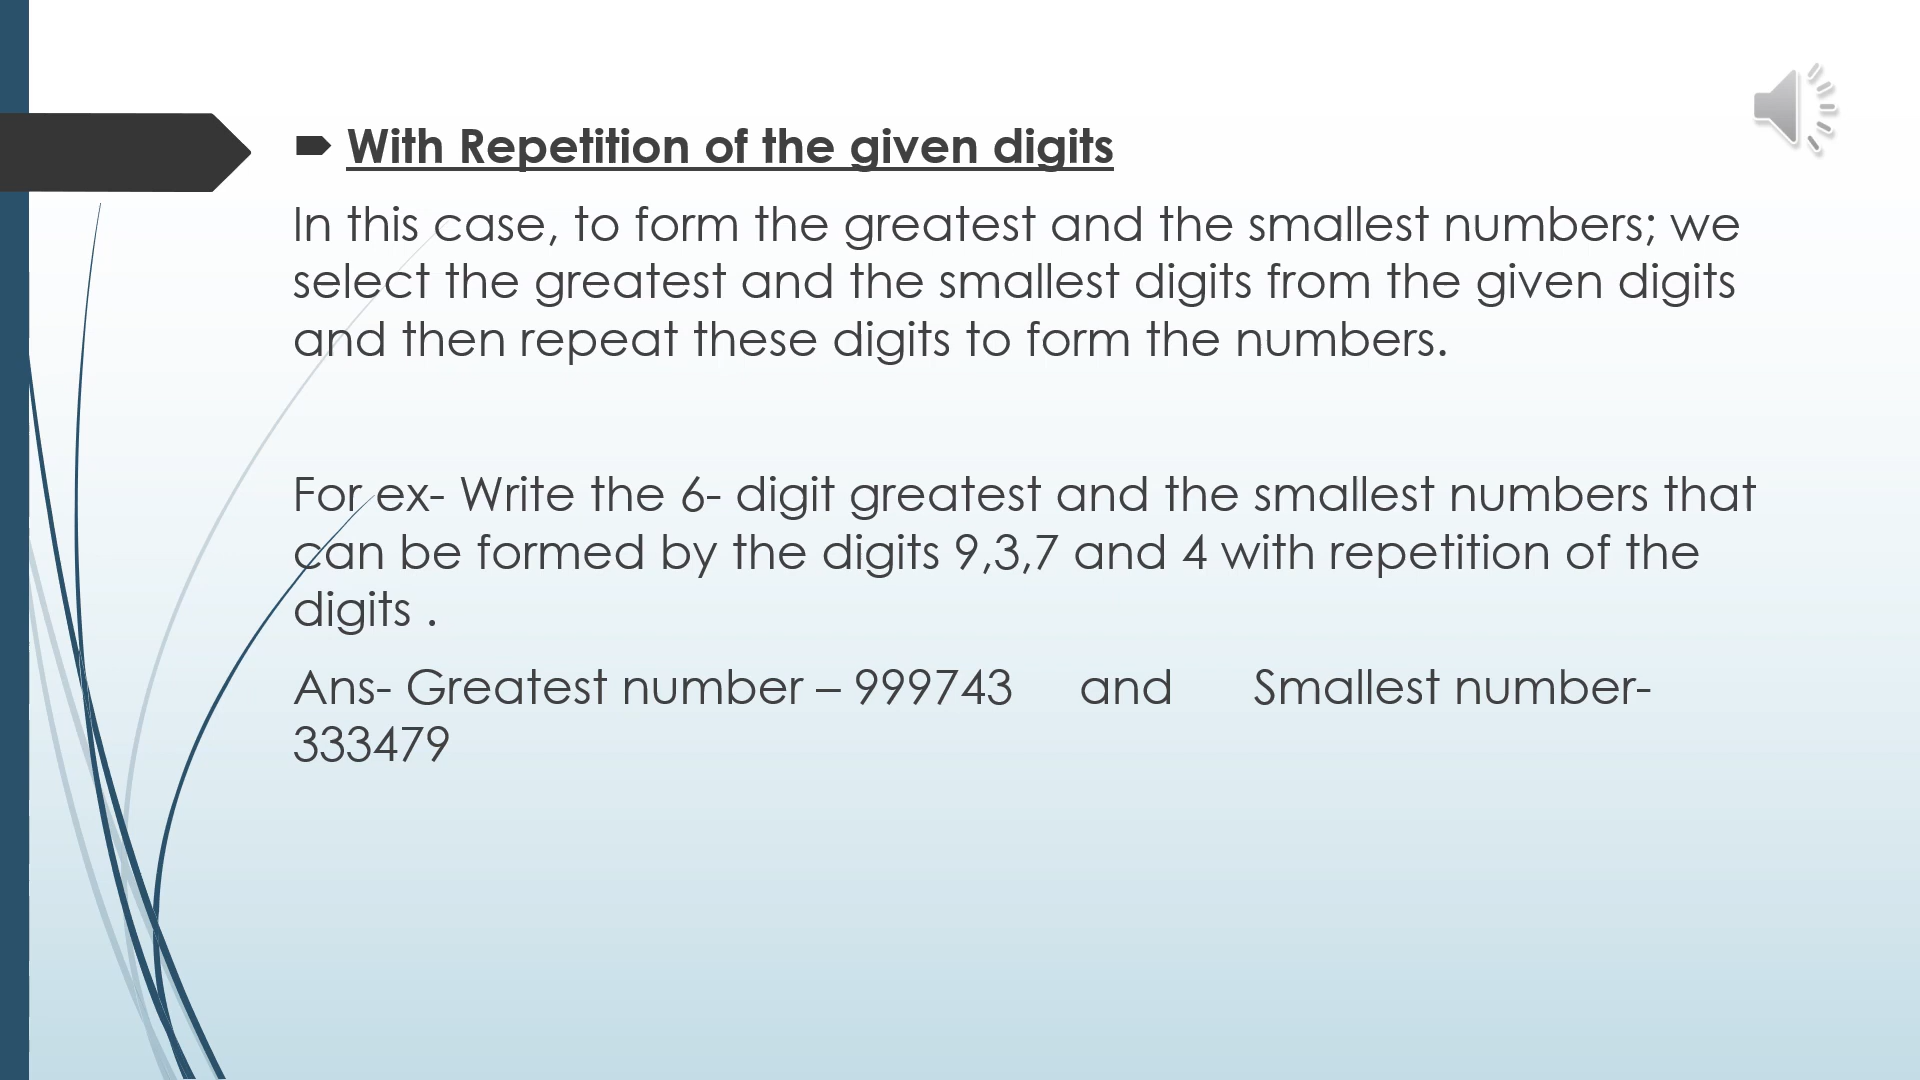 With Repetition of the given digits
In this case, to form the greatest and the smallest numbers; we
select the greatest and the smallest digits from the given digits
and then repeat these digits to form the numbers.
For ex- Write the 6- digit greatest and the smallest numbers that
can be formed by the digits 9,3,7 and 4 with repetition of the
digits .
Ans- Greatest number – 999743 and Smallest number-
333479